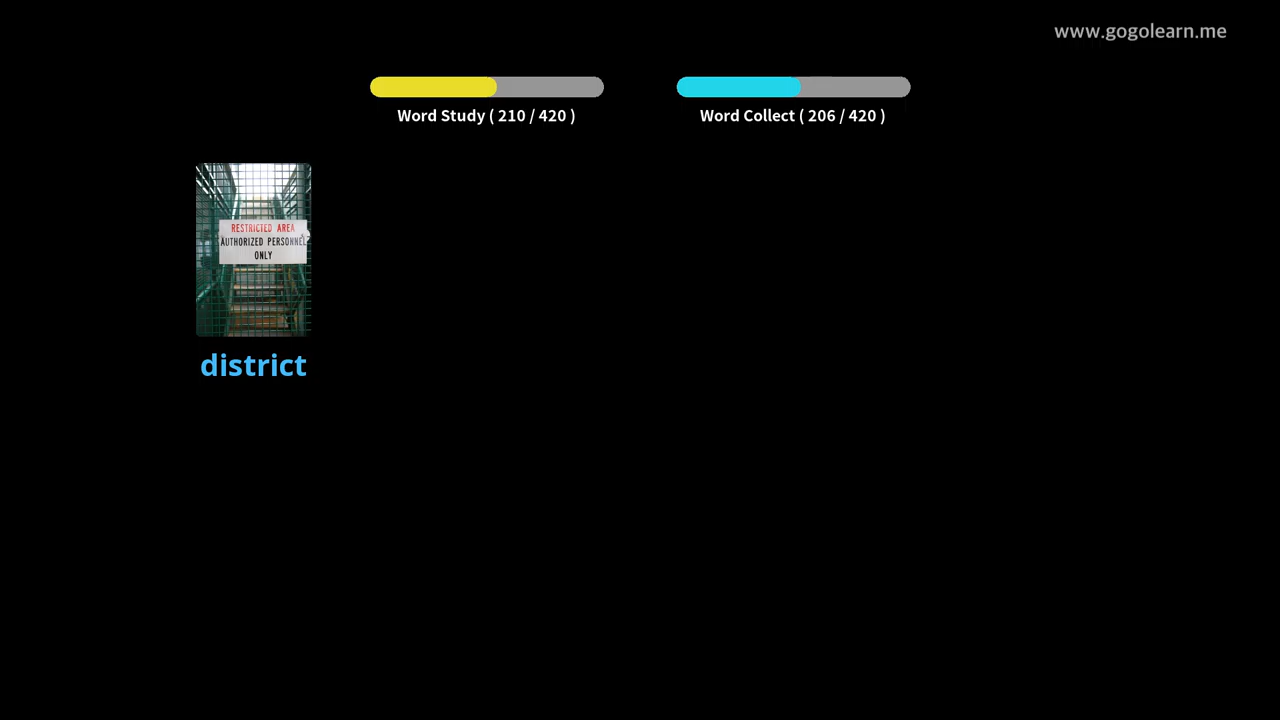 www.gogolearn.me
Word Study ( 210 / 420 )
Word Collect ( 206 / 420 )
RESTRICTED AREA
AUTHORIZED PERSONNEL
ONLY
district